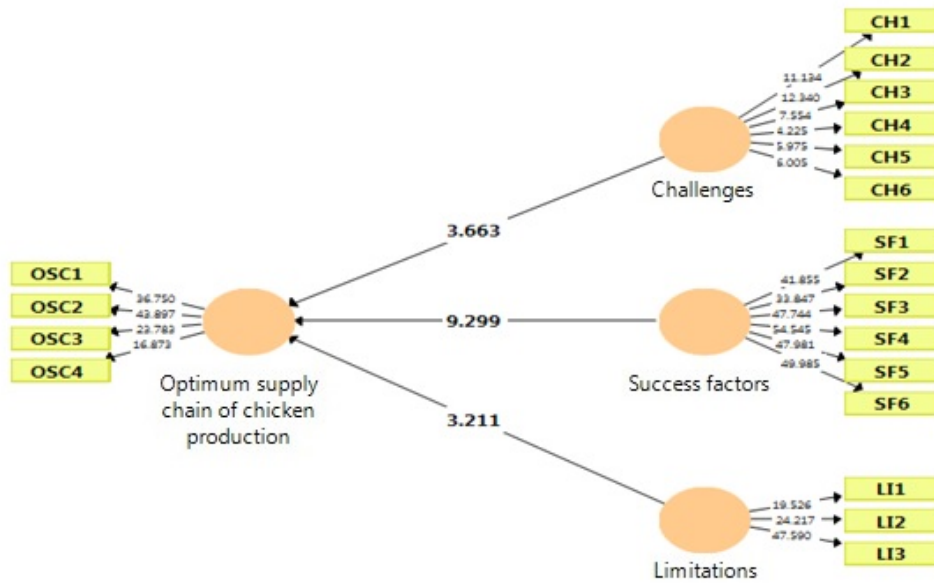 CH1
CH2
CH3
CH4
CH5
CH6
11.134
12.340
7.554
4.225
5.975
6.005
Challenges
3.663
SF1
SF2
SF3
SF4
SF5
SF6
41.855
33.847
47.744
54.545
47.981
49.985
Success factors
9.299
OSC1
OSC2
OSC3
OSC4
36.750
43.897
23.783
16.873
Optimum supply
chain of chicken
production
3.211
LI1
LI2
LI3
19.526
24.217
47.590
Limitations